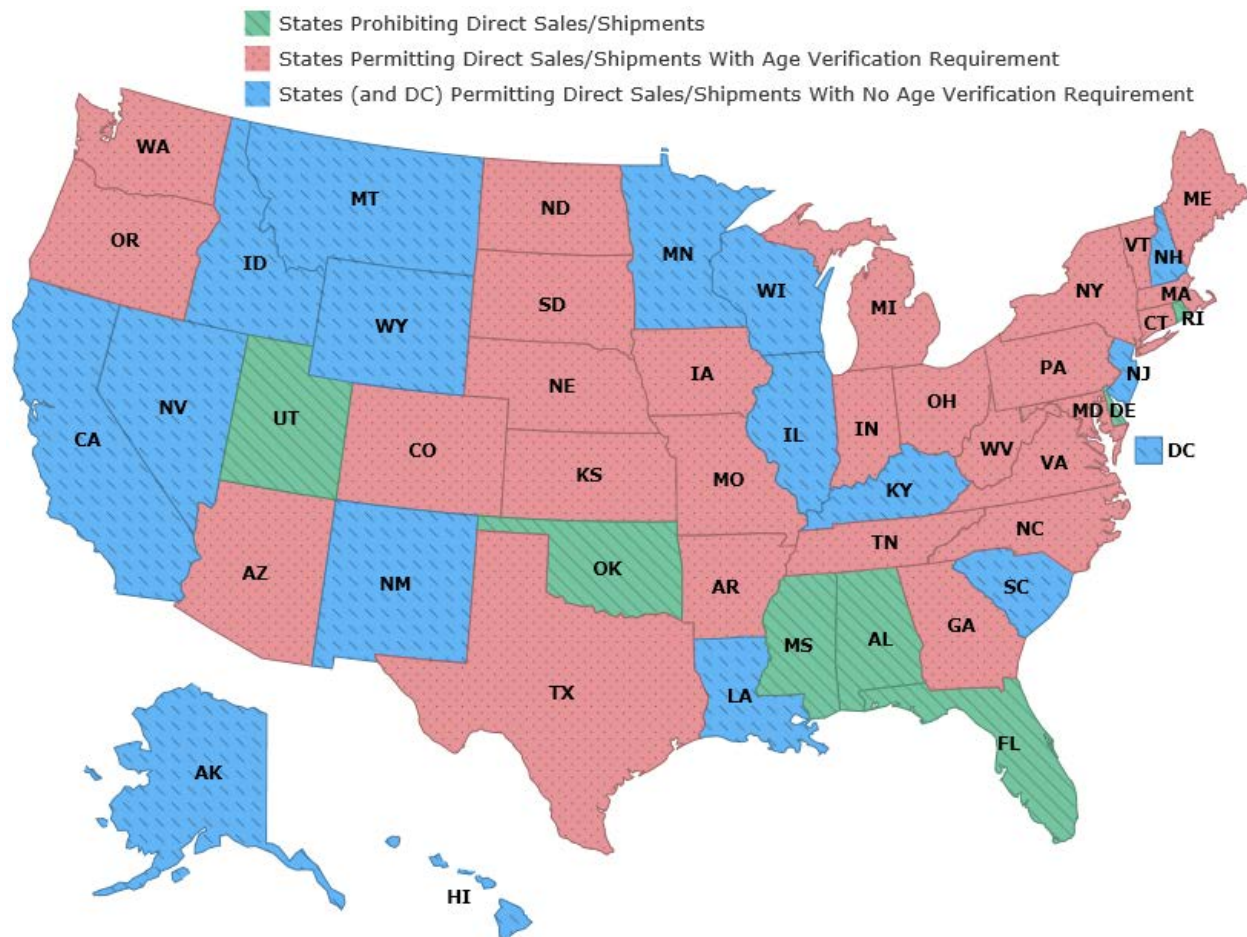 States Prohibiting Direct Sales/Shipments
States Permitting Direct Sales/Shipments With Age Verification Requirement
States (and DC) Permitting Direct Sales/Shipments With No Age Verification Requirement
WA
MT
ND
ME
OR
ID
MN
VT
NH
WI
NY
SD
WY
MI
MA
CT
RI
IA
PA
NE
NJ
NV
OH
UT
MD
DE
CA
IL
IN
CO
WV
VA
DC
KS
MO
KY
NC
TN
AZ
OK
NM
AR
SC
GA
MS
AL
TX
LA
FL
AK
HI